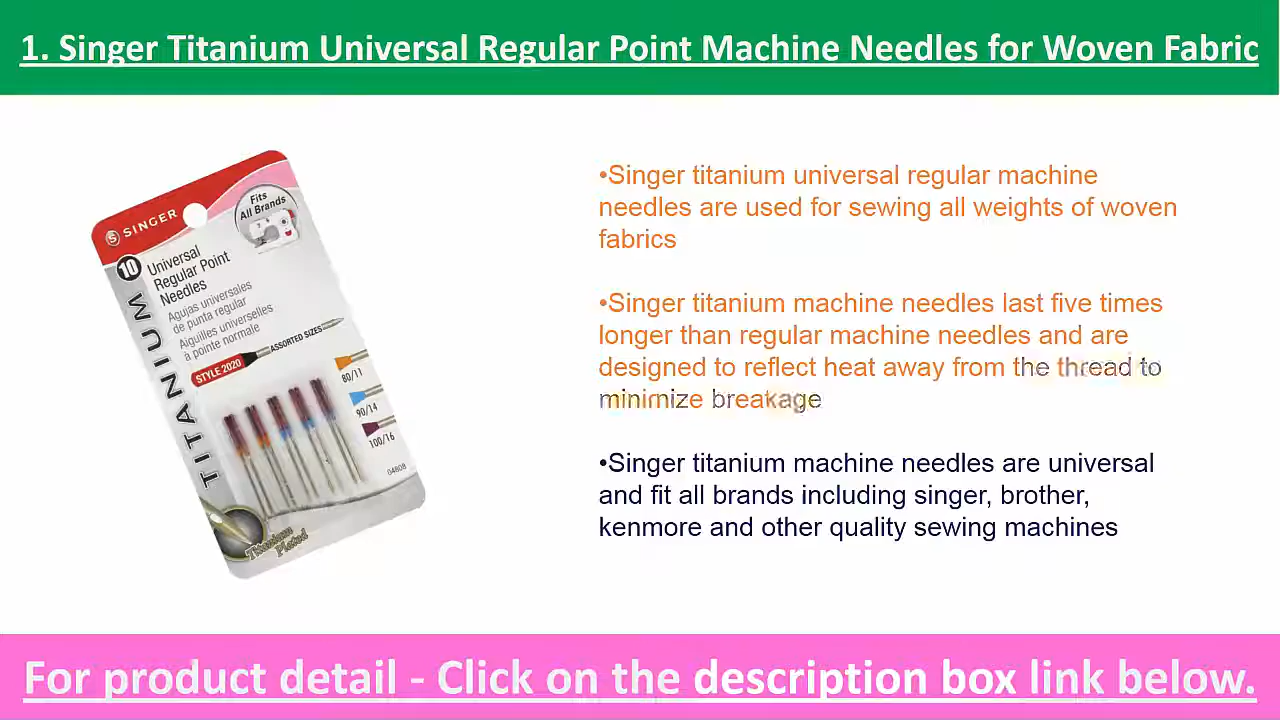 1. Singer Titanium Universal Regular Point Machine Needles for Woven Fabric
SINGER
Fits
All Brands
10
Universal
Regular Point
Needles
Agujas universales
de punta regular
Aiguilles universelles
à pointe normale
TITANIUM
ASSORTED SIZES
STYLE 2020
80/11
90/14
100/16
04808
Titanium
Plated
•Singer titanium universal regular machine
needles are used for sewing all weights of woven
fabrics
•Singer titanium machine needles last five times
longer than regular machine needles and are
designed to reflect heat away from the thread to
minimize breakage
•Singer titanium machine needles are universal
and fit all brands including singer, brother,
kenmore and other quality sewing machines
For product detail - Click on the description box link below.